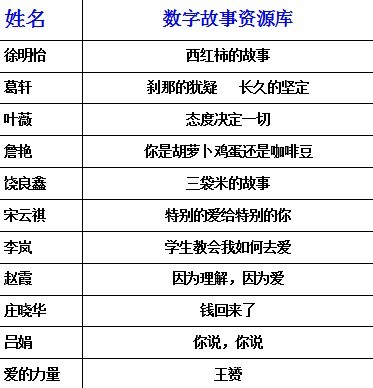 姓名 数字故事资源库
徐明怡 西红柿的故事
葛轩 刹那的犹疑 长久的坚定
叶薇 态度决定一切
詹艳 你是胡萝卜鸡蛋还是咖啡豆
饶良鑫 三袋米的故事
宋云祺 特别的爱给特别的你
李岚 学生教会我如何去爱
赵霞 因为理解，因为爱
庄晓华 钱回来了
吕娟 你说，你说
爱的力量 王赟